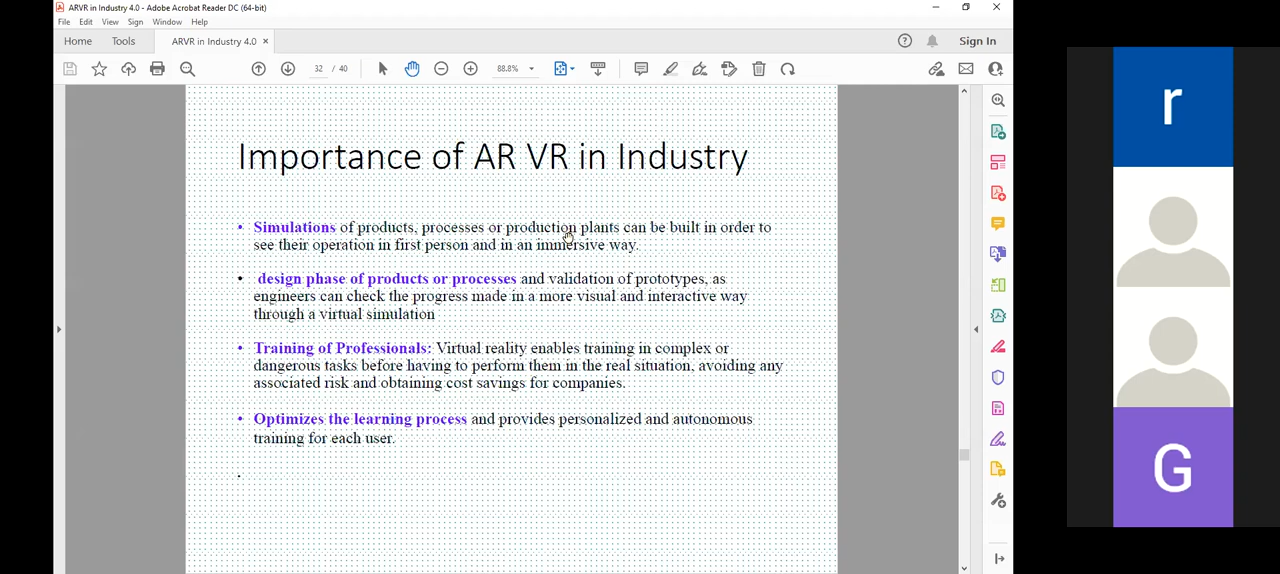 ARVR in Industry 4.0 - Adobe Acrobat Reader DC (64-bit)
File Edit View Sign Window Help
Home Tools ARVR in Industry 4.0 × Sign In
32 / 40 88.8%
Importance of AR VR in Industry
• Simulations of products, processes or production plants can be built in order to
see their operation in first person and in an immersive way.
• design phase of products or processes and validation of prototypes, as
engineers can check the progress made in a more visual and interactive way
through a virtual simulation
• Training of Professionals: Virtual reality enables training in complex or
dangerous tasks before having to perform them in the real situation, avoiding any
associated risk and obtaining cost savings for companies.
• Optimizes the learning process and provides personalized and autonomous
training for each user.
.
r
G